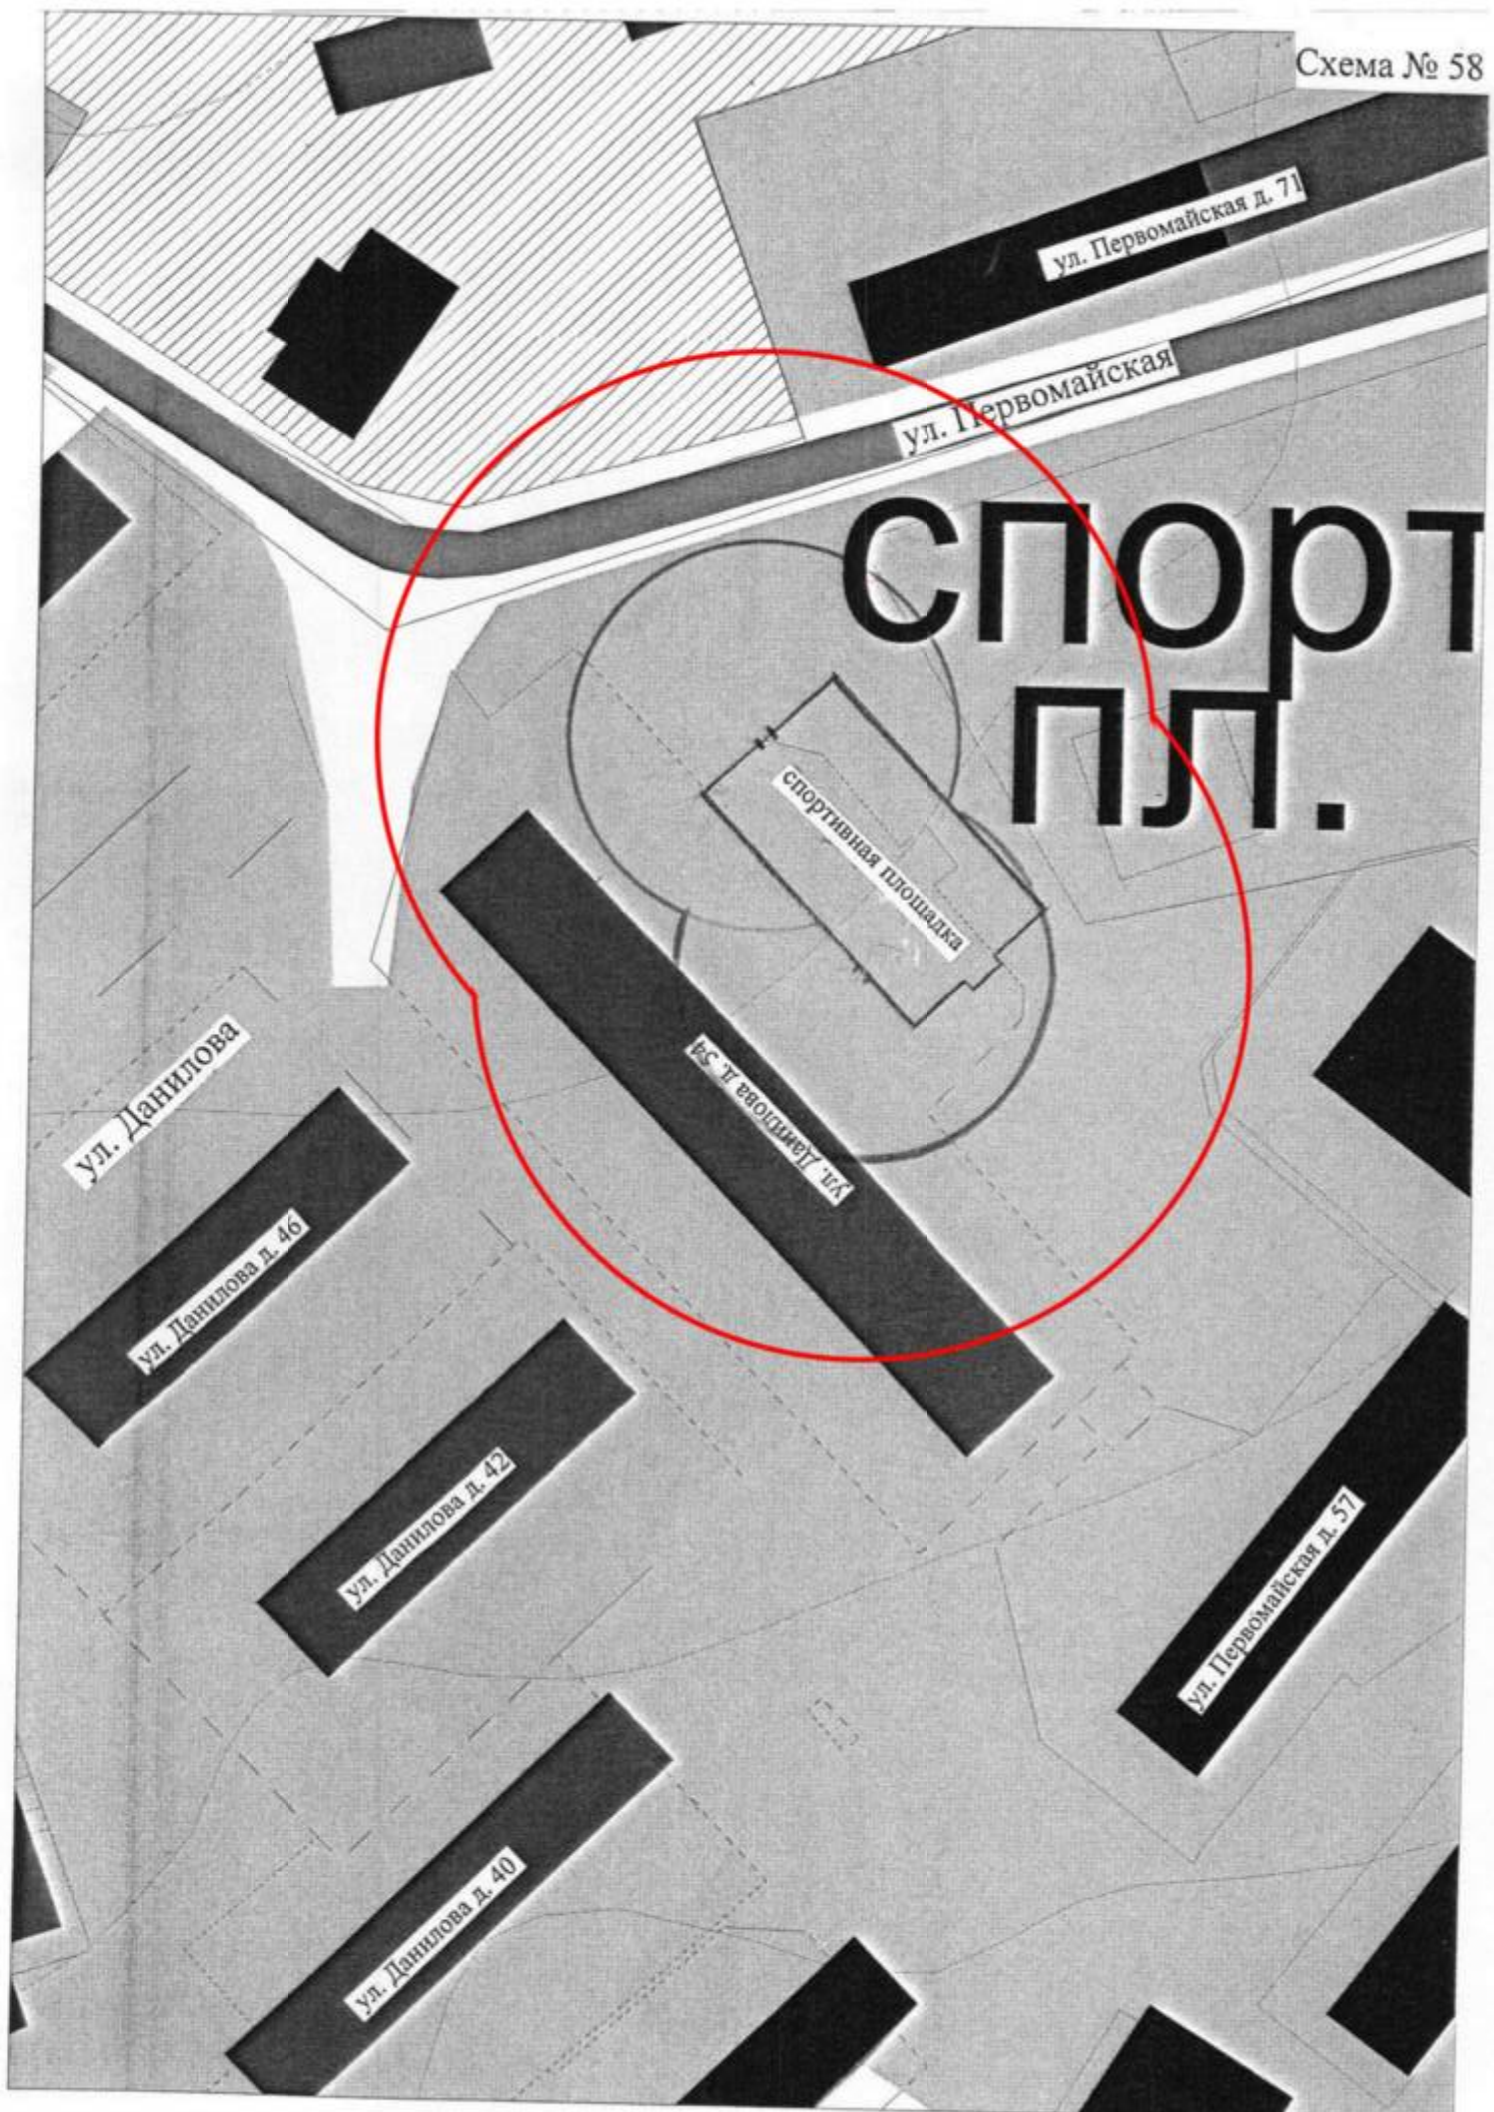 Схема № 58
ул. Первомайская д. 71
ул. Первомайская
спорт
пл.
спортивная площадка
ул. Данилова д. 54
ул. Данилова
ул. Данилова д. 46
ул. Данилова д. 42
ул. Первомайская д. 57
ул. Данилова д. 40